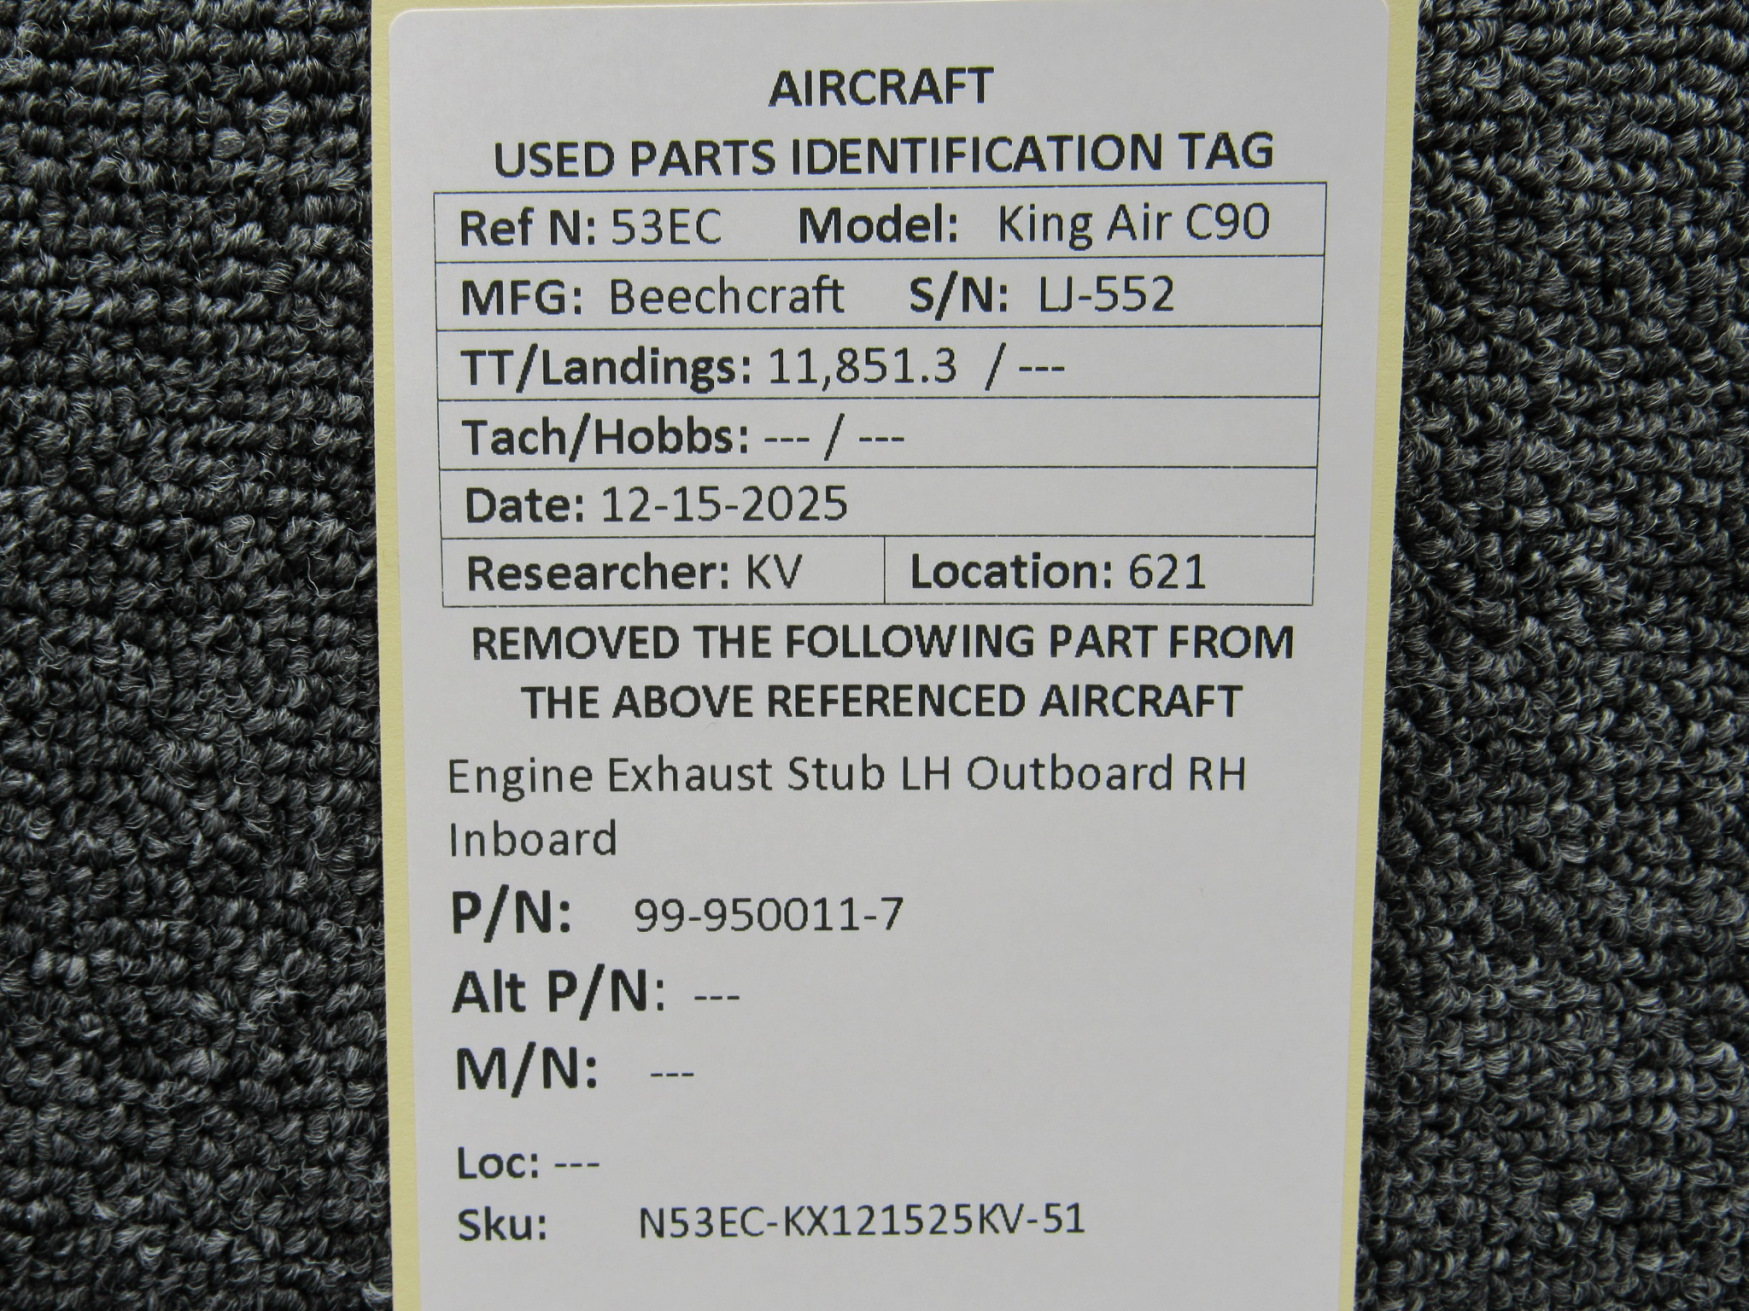 AIRCRAFT
USED PARTS IDENTIFICATION TAG
Ref N: 53EC Model: King Air C90
MFG: Beechcraft S/N: LJ-552
TT/Landings: 11,851.3 / ---
Tach/Hobbs: --- / ---
Date: 12-15-2025
Researcher: KV Location: 621
REMOVED THE FOLLOWING PART FROM
THE ABOVE REFERENCED AIRCRAFT
Engine Exhaust Stub LH Outboard RH
Inboard
P/N: 99-950011-7
Alt P/N: ---
M/N: ---
Loc: ---
Sku: N53EC-KX121525KV-51